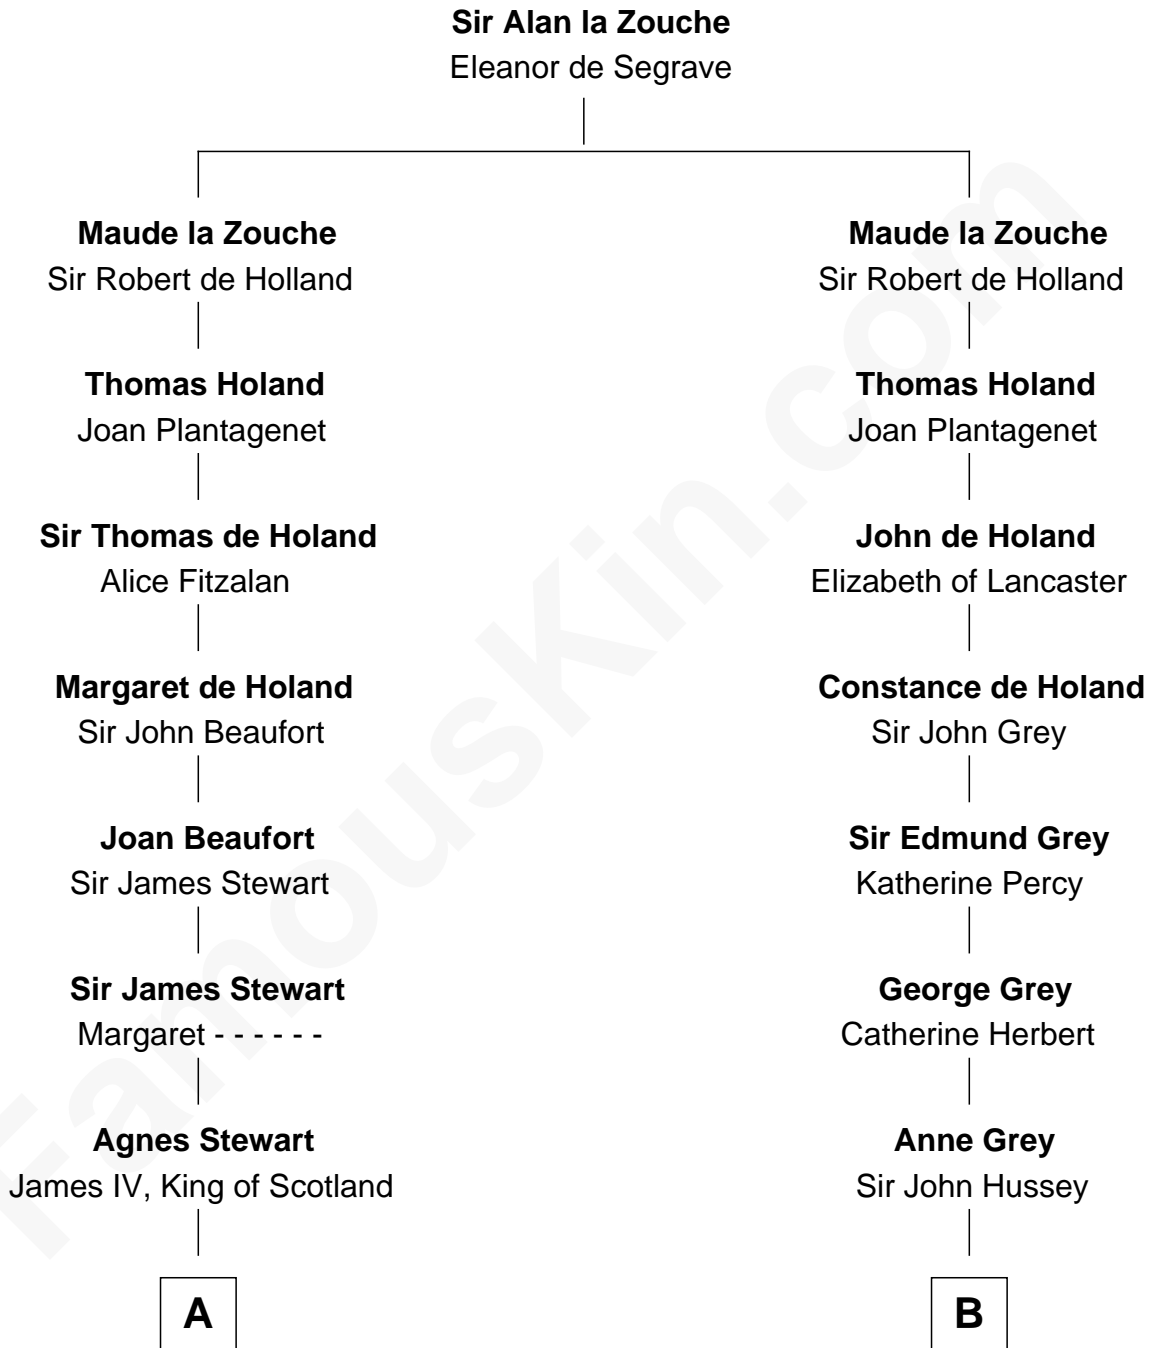 Sir Alan la Zouche
Eleanor de Segrave
Maude la Zouche
Sir Robert de Holland
Thomas Holand
Joan Plantagenet
Sir Thomas de Holand
Alice Fitzalan
Margaret de Holand
Sir John Beaufort
Joan Beaufort
Sir James Stewart
Sir James Stewart
Margaret - - - - - -
Agnes Stewart
James IV, King of Scotland
A
Maude la Zouche
Sir Robert de Holland
Thomas Holand
Joan Plantagenet
John de Holand
Elizabeth of Lancaster
Constance de Holand
Sir John Grey
Sir Edmund Grey
Katherine Percy
George Grey
Catherine Herbert
Anne Grey
Sir John Hussey
B
FamousKin.com